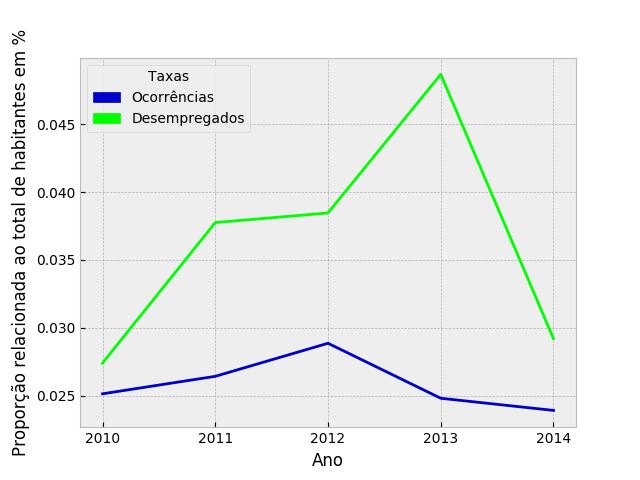 Proporção relacionada ao total de habitantes em %
Taxas
Ocorrências
Desempregados
0.045
0.040
0.035
0.030
0.025
2010 2011 2012 2013 2014
Ano